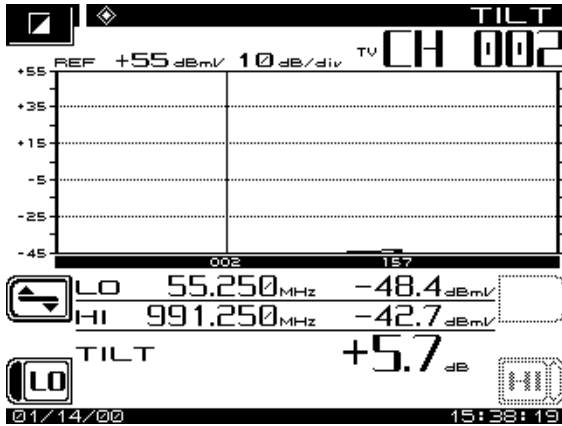 TILT
REF +55 dBmV 10 dB/div TV CH 002
+55
+35
+15
-5
-25
-45
002 157
LO 55.250 MHz -48.4 dBmV
HI 991.250 MHz -42.7 dBmV
TILT +5.7 dB
LO HI
01/14/00 15:38:19